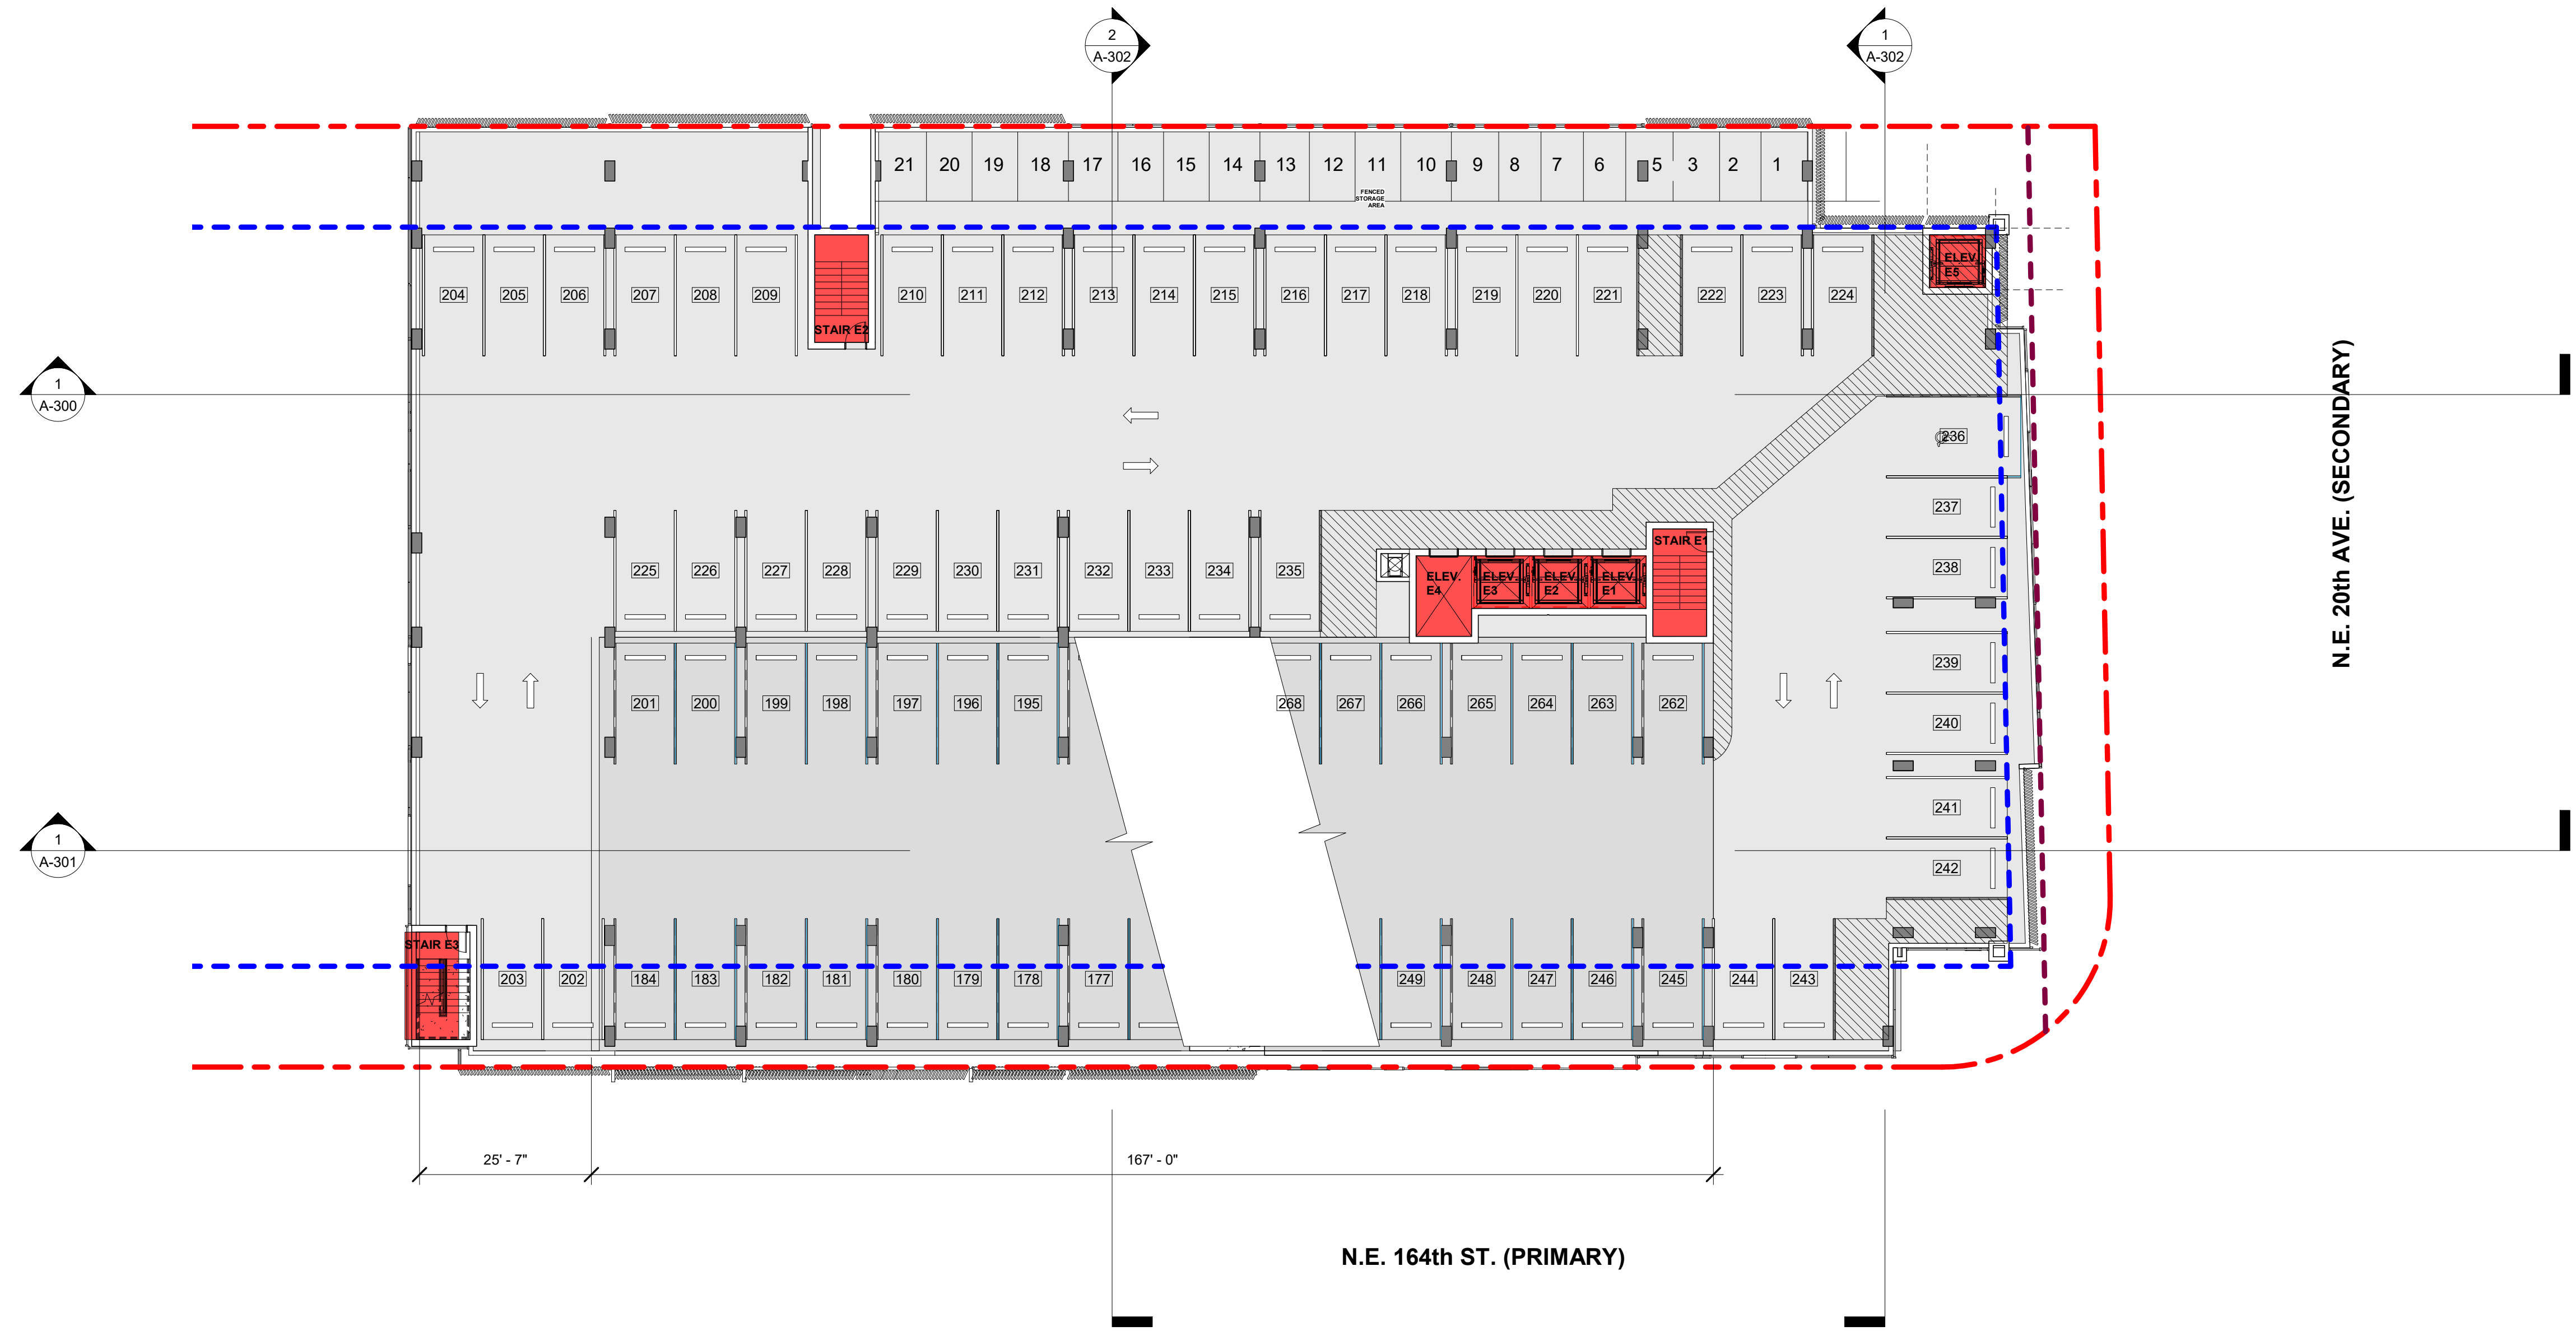 2
A-302
1
A-302
21 20 19 18 17 16 15 14 13 12 11 10 9 8 7 6 5 3 2 1
FENCED
STORAGE
AREA
ELEV.
E5
204 205 206 207 208 209 210 211 212 213 214 215 216 217 218 219 220 221 222 223 224
STAIR E2
1
A-300
236
N.E. 20th AVE. (SECONDARY)
237
STAIR E1
225 226 227 228 229 230 231 232 233 234 235
238
ELEV.
E4
ELEV.
E3
ELEV.
E2
ELEV.
E1
239
201 200 199 198 197 196 195 268 267 266 265 264 263 262
240
241
1
A-301
242
STAIR E3
203 202 184 183 182 181 180 179 178 177 249 248 247 246 245 244 243
25' - 7"
167' - 0"
N.E. 164th ST. (PRIMARY)